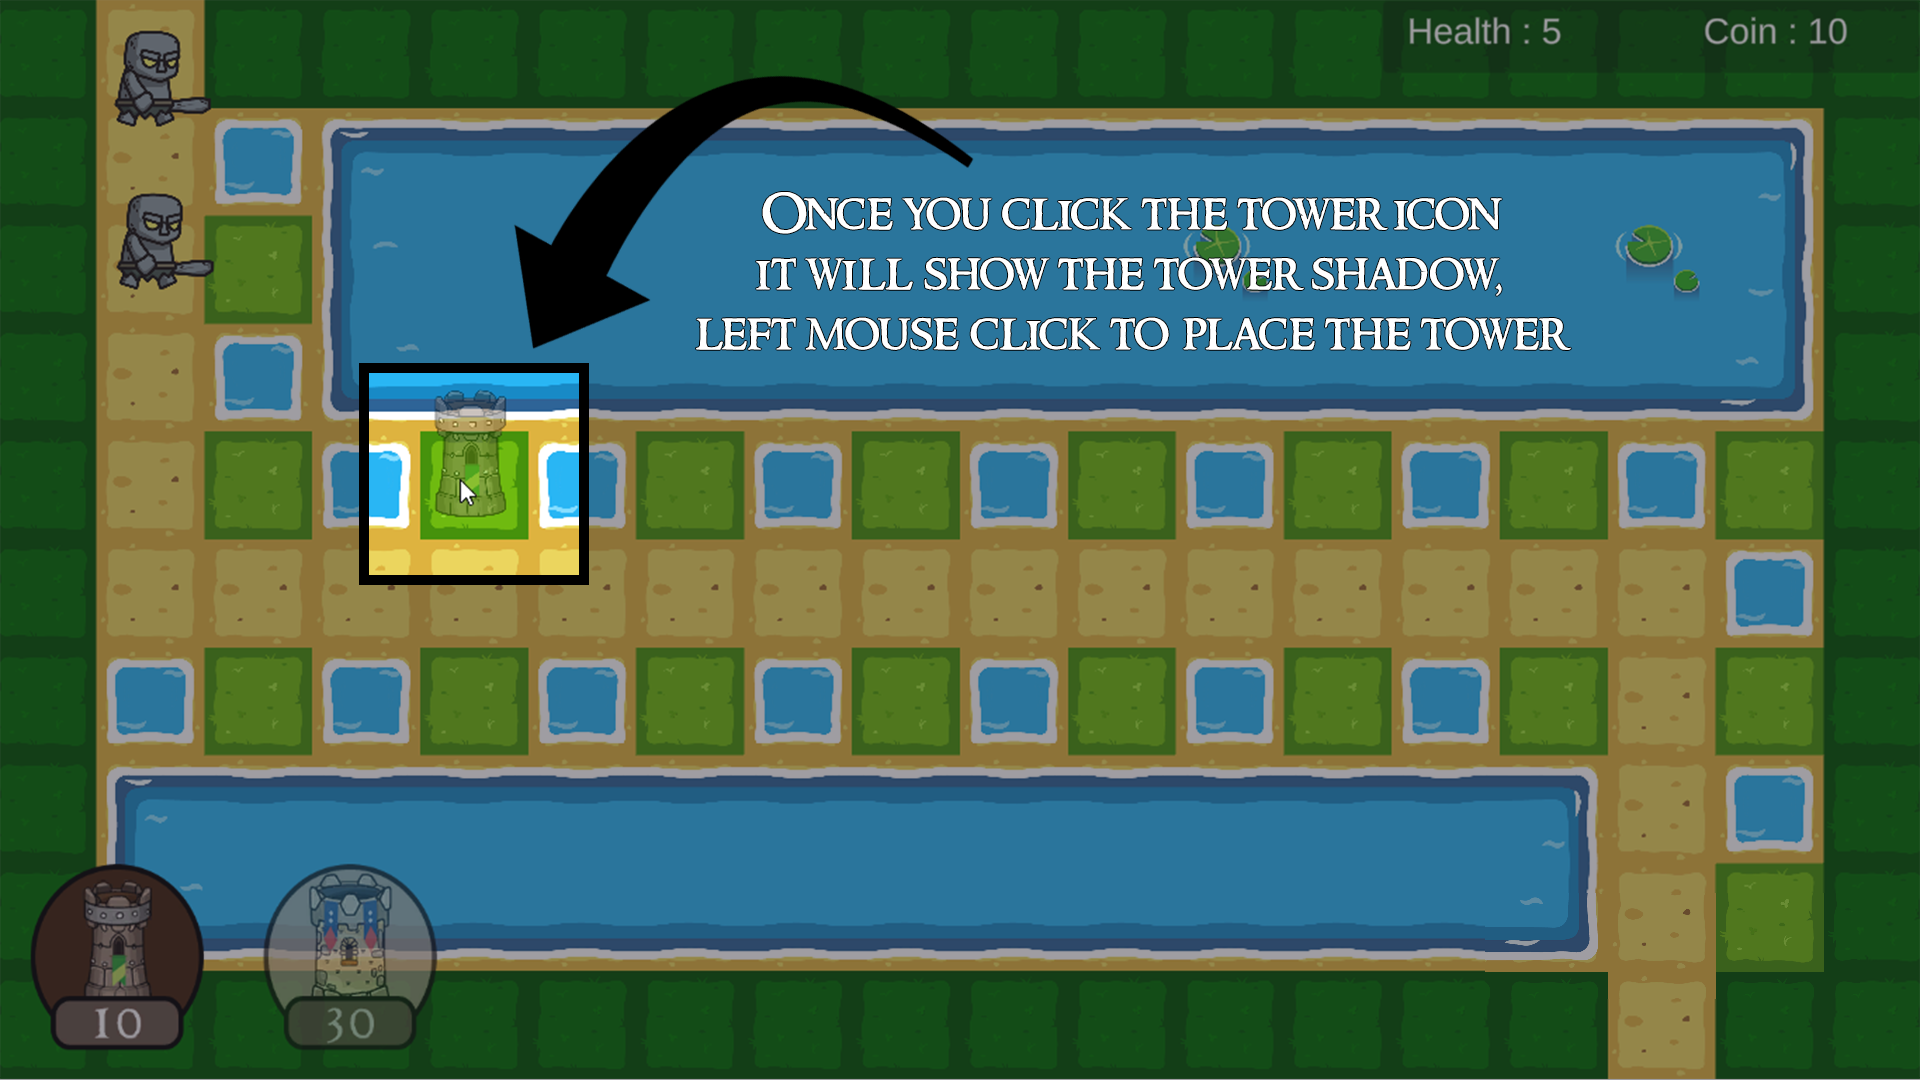 Health : 5 Coin : 10
ONCE YOU CLICK THE TOWER ICON
IT WILL SHOW THE TOWER SHADOW,
LEFT MOUSE CLICK TO PLACE THE TOWER
10 30